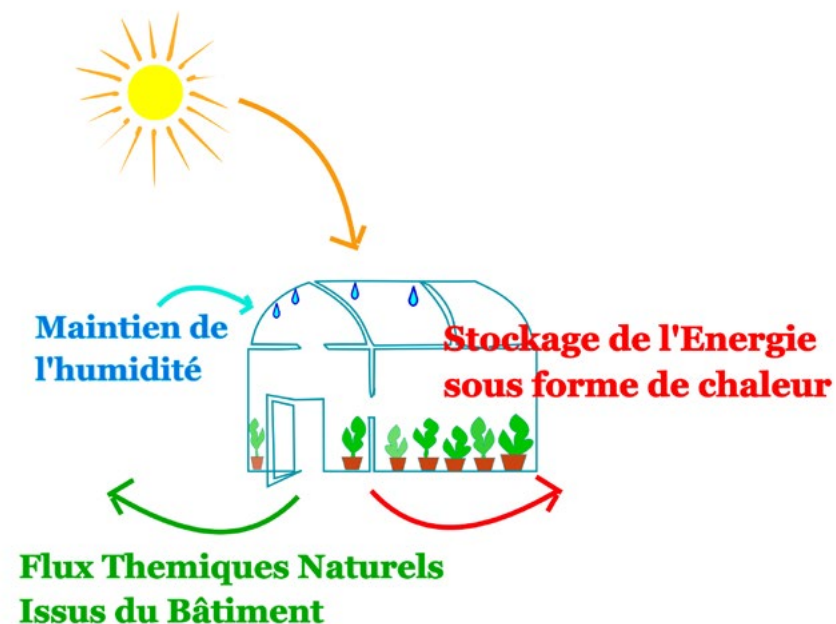 Maintien de
l'humidité
Stockage de l'Energie
sous forme de chaleur
Flux Themiques Naturels
Issus du Bâtiment